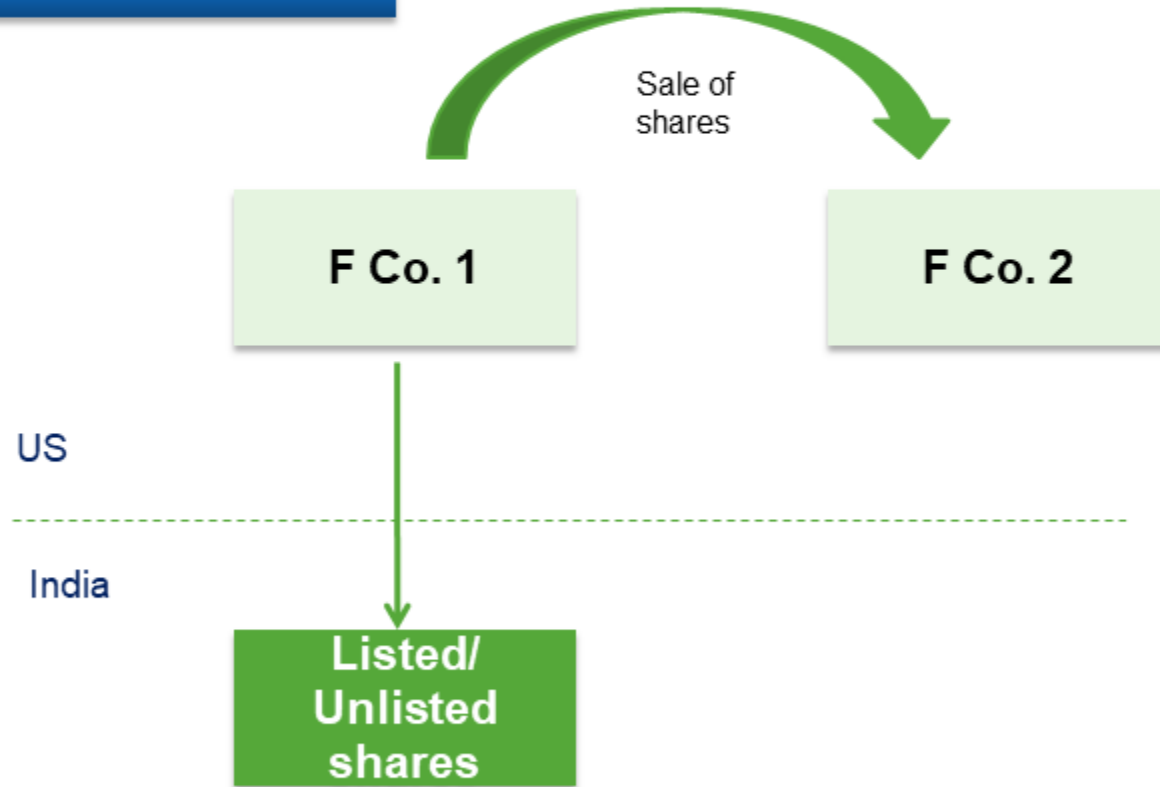 Sale of
shares
F Co. 1
F Co. 2
US
India
Listed/
Unlisted
shares